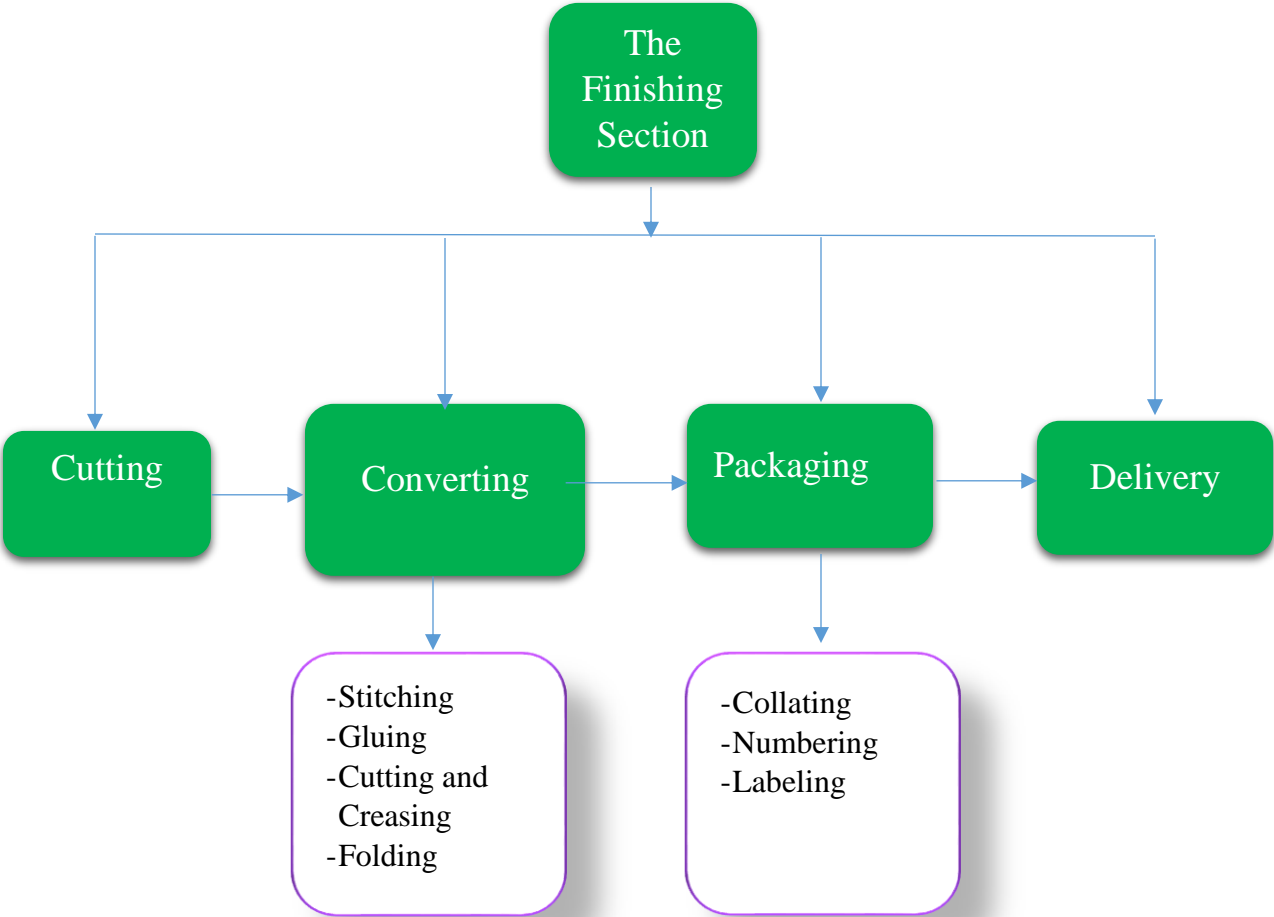 The
Finishing
Section
Cutting
Converting
Packaging
Delivery
-Stitching
-Gluing
-Cutting and
Creasing
-Folding
-Collating
-Numbering
-Labeling